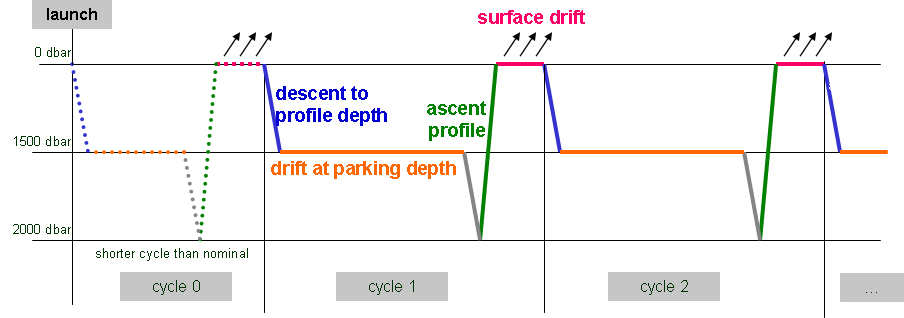 launch
surface drift
0 dbar
descent to
profile depth
ascent
profile
1500 dbar
drift at parking depth
2000 dbar
shorter cycle than nominal
cycle 0
cycle 1
cycle 2
...